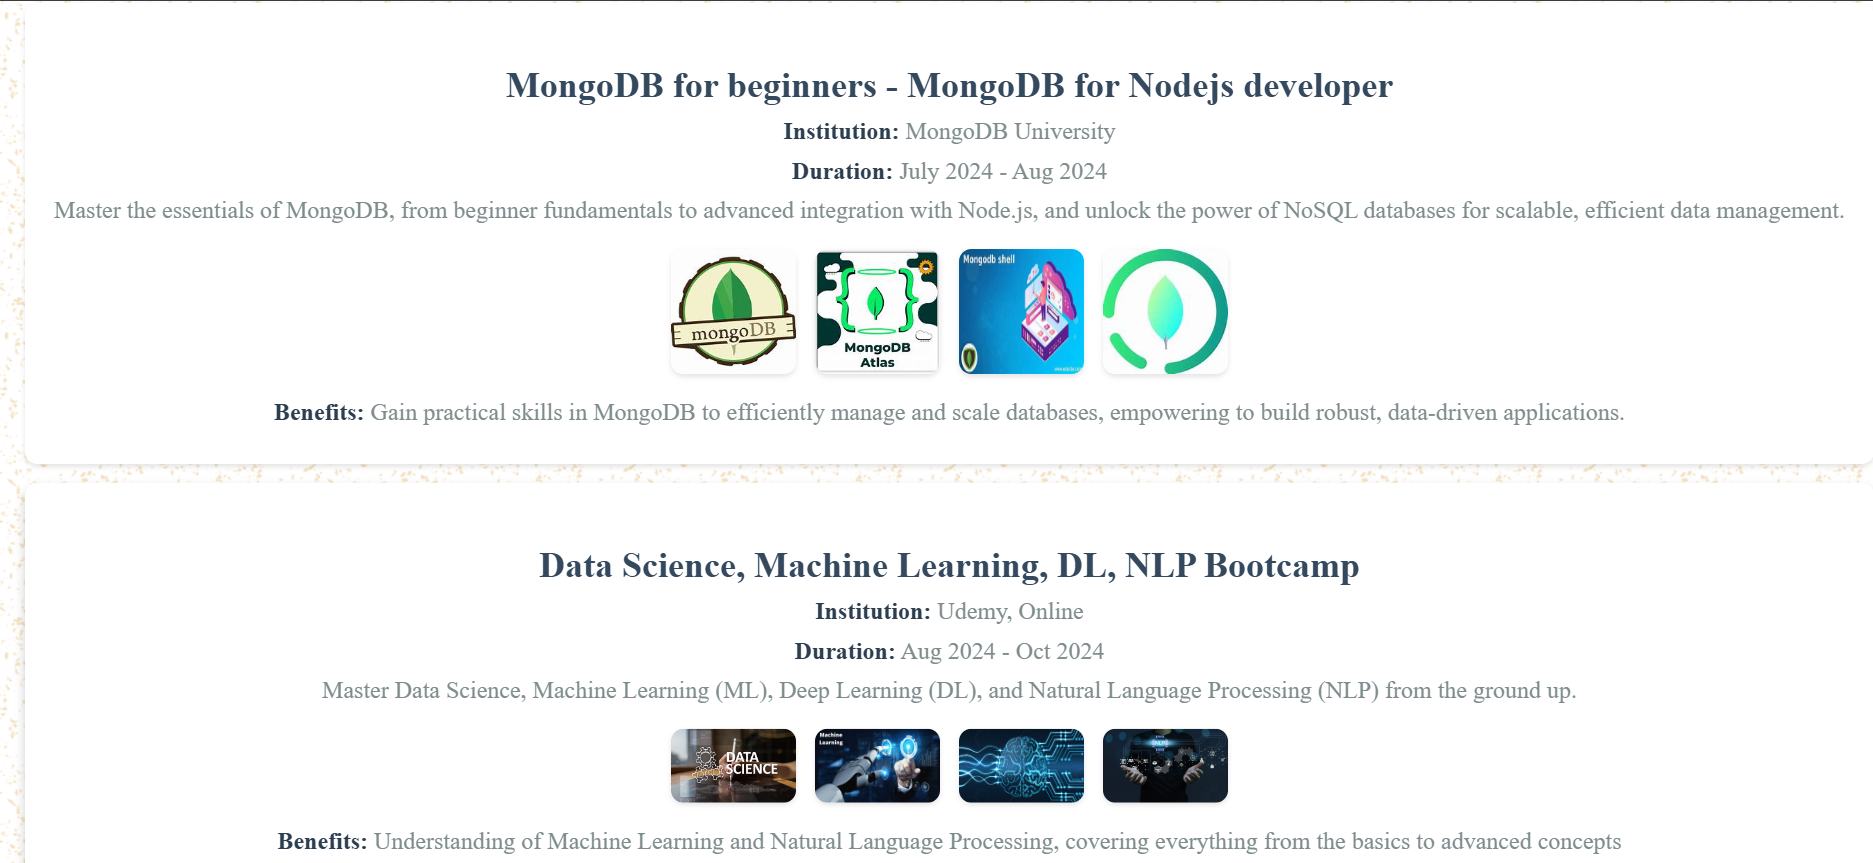 MongoDB for beginners - MongoDB for Nodejs developer
Institution: MongoDB University
Duration: July 2024 - Aug 2024
Master the essentials of MongoDB, from beginner fundamentals to advanced integration with Node.js, and unlock the power of NoSQL databases for scalable, efficient data management.
mongoDB
MongoDB
Atlas
Mongodb shell
Benefits: Gain practical skills in MongoDB to efficiently manage and scale databases, empowering to build robust, data-driven applications.
Data Science, Machine Learning, DL, NLP Bootcamp
Institution: Udemy, Online
Duration: Aug 2024 - Oct 2024
Master Data Science, Machine Learning (ML), Deep Learning (DL), and Natural Language Processing (NLP) from the ground up.
DATA
SCIENCE
Machine
Learning
Benefits: Understanding of Machine Learning and Natural Language Processing, covering everything from the basics to advanced concepts